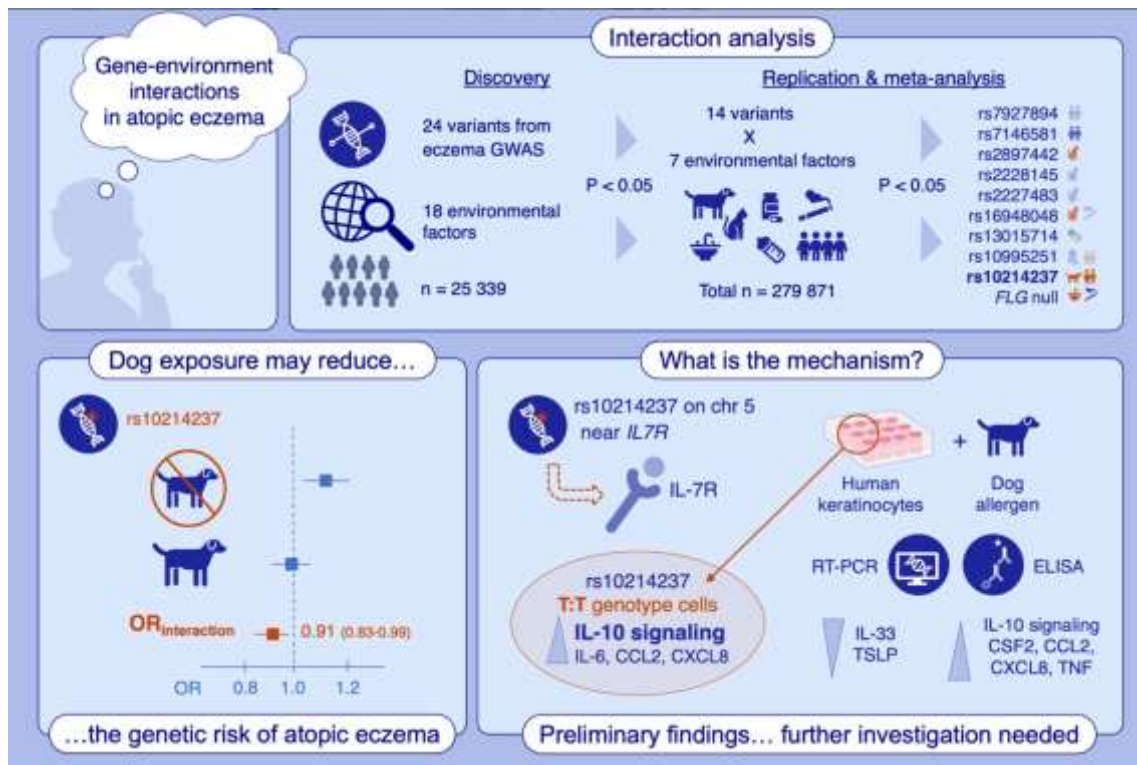 Gene-environment
interactions
in atopic eczema
Interaction analysis
Discovery
24 variants from
eczema GWAS
18 environmental
factors
n = 25 339
P < 0.05
Replication & meta-analysis
14 variants
X
7 environmental factors
Total n = 279 871
P < 0.05
rs7927894
rs7146581
rs2897442
rs2228145
rs2227483
rs16948048
rs13015714
rs10995251
rs10214237
FLG null
Dog exposure may reduce…
rs10214237
ORInteraction
0.91 (0.83-0.99)
OR 0.8 1.0 1.2
…the genetic risk of atopic eczema
What is the mechanism?
rs10214237 on chr 5
near IL7R
IL-7R
rs10214237
T:T genotype cells
IL-10 signaling
IL-6, CCL2, CXCL8
Human
keratinocytes
+
Dog
allergen
RT-PCR
ELISA
IL-33
TSLP
IL-10 signaling
CSF2, CCL2,
CXCL8, TNF
Preliminary findings… further investigation needed